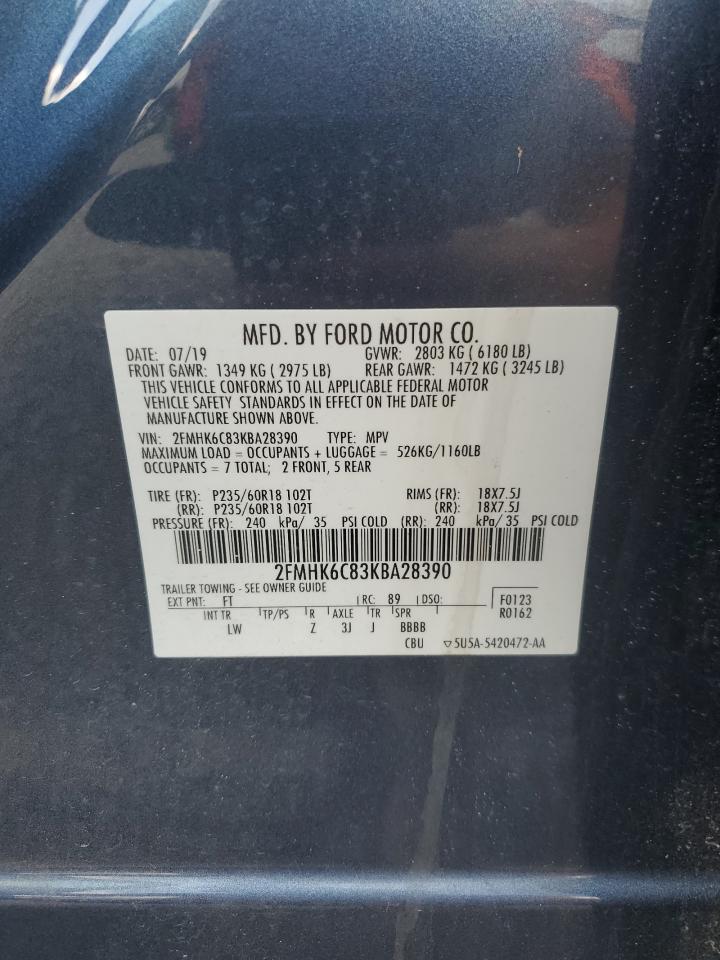 MFD. BY FORD MOTOR CO.
DATE: 07/19 GVWR: 2803 KG ( 6180 LB)
FRONT GAWR: 1349 KG ( 2975 LB) REAR GAWR: 1472 KG ( 3245 LB)
THIS VEHICLE CONFORMS TO ALL APPLICABLE FEDERAL MOTOR
VEHICLE SAFETY STANDARDS IN EFFECT ON THE DATE OF
MANUFACTURE SHOWN ABOVE.
VIN: 2FMHK6C83KBA28390 TYPE: MPV
MAXIMUM LOAD = OCCUPANTS + LUGGAGE = 526KG/1160LB
OCCUPANTS = 7 TOTAL; 2 FRONT, 5 REAR
TIRE (FR): P235/60R18 102T RIMS (FR): 18X7.5J
(RR): P235/60R18 102T (RR): 18X7.5J
PRESSURE (FR): 240 kPa/ 35 PSI COLD (RR): 240 kPa/ 35 PSI COLD
2FMHK6C83KBA28390
TRAILER TOWING - SEE OWNER GUIDE
EXT PNT: FT RC: 89 DSO: F0123
INT TR TP/PS R AXLE TR SPR R0162
LW Z 3J J BBBB
CBU ▽5U5A-5420472-AA